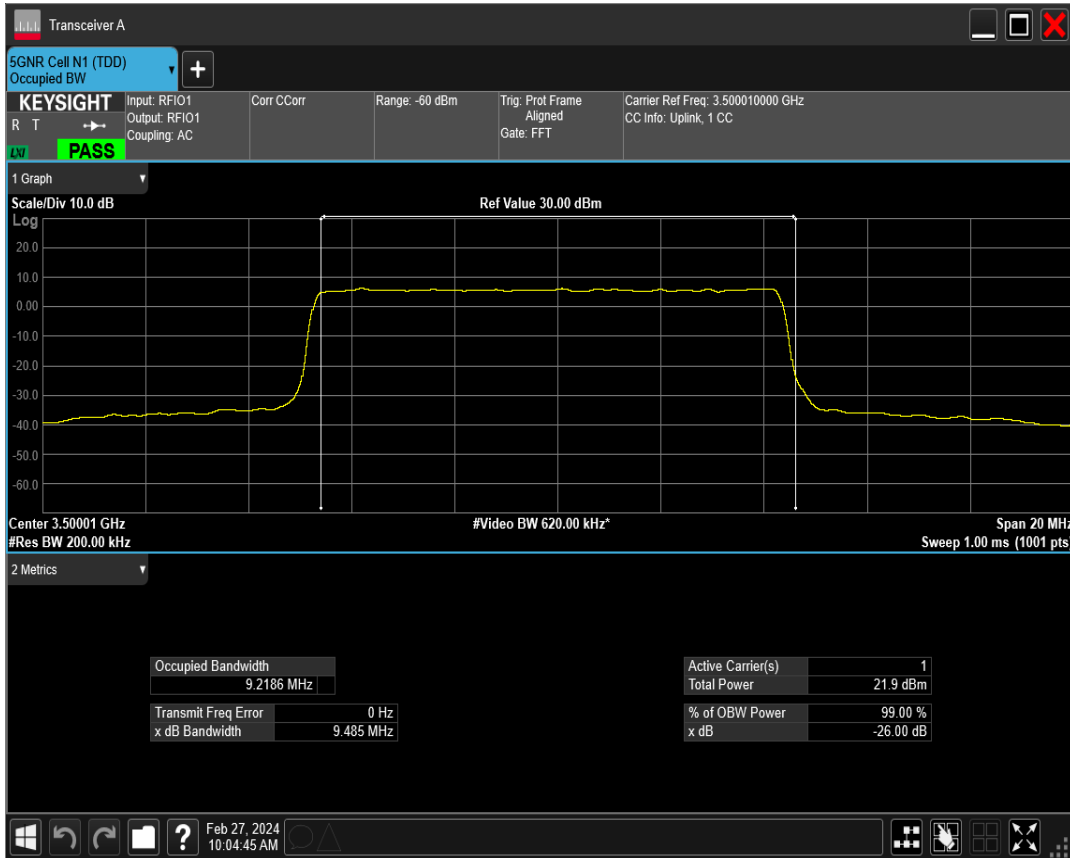 Transceiver A
5GNR Cell N1 (TDD)
Occupied BW
+
KEYSIGHT
R T
LXI
PASS
Input: RFIO1
Output: RFIO1
Coupling: AC
Corr CCorr
Range: -60 dBm
Trig: Prot Frame
Aligned
Gate: FFT
Carrier Ref Freq: 3.500010000 GHz
CC Info: Uplink, 1 CC
1 Graph
Scale/Div 10.0 dB
Ref Value 30.00 dBm
Log
20.0
10.0
0.00
-10.0
-20.0
-30.0
-40.0
-50.0
-60.0
Center 3.50001 GHz
#Video BW 620.00 kHz*
Span 20 MHz
#Res BW 200.00 kHz
Sweep 1.00 ms (1001 pts)
2 Metrics
Occupied Bandwidth
9.2186 MHz
Transmit Freq Error 0 Hz
x dB Bandwidth 9.485 MHz
Active Carrier(s) 1
Total Power 21.9 dBm
% of OBW Power 99.00 %
x dB -26.00 dB
?
Feb 27, 2024
10:04:45 AM